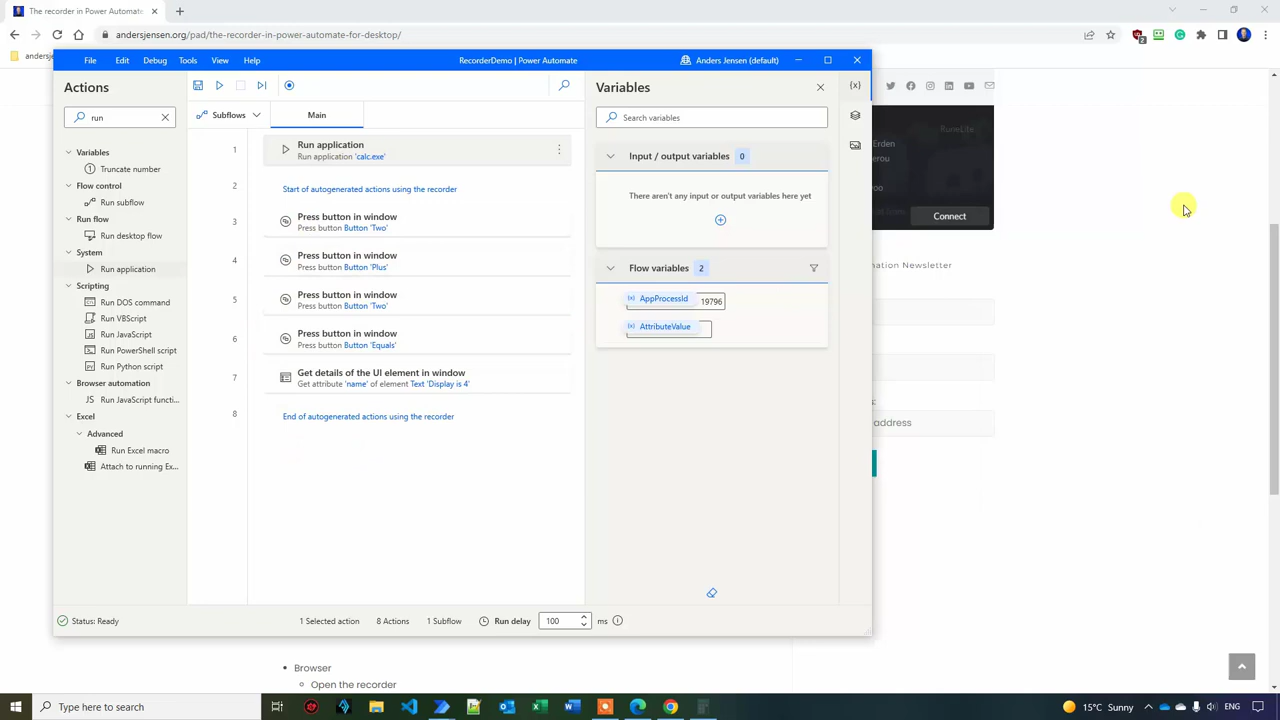 The recorder in Power Automate
andersjensen.org/pad/the-recorder-in-power-automate-for-desktop/
2
andersje
File
Edit
Debug
Tools
View
Help
RecorderDemo | Power Automate
Anders Jensen (default)
Actions
run
Variables
Truncate number
Flow control
Run subflow
Run flow
Run desktop flow
System
Run application
Scripting
Run DOS command
Run VBScript
Run JavaScript
Run PowerShell script
Run Python script
Browser automation
JS Run JavaScript functi...
Excel
Advanced
Run Excel macro
Attach to running Ex...
Subflows
Main
1
Run application
Run application 'calc.exe'
2
Start of autogenerated actions using the recorder
3
Press button in window
Press button Button 'Two'
4
Press button in window
Press button Button 'Plus'
5
Press button in window
Press button Button 'Two'
6
Press button in window
Press button Button 'Equals'
7
Get details of the UI element in window
Get attribute 'name' of element Text 'Display is 4'
8
End of autogenerated actions using the recorder
Variables
{x}
Search variables
Input / output variables 0
There aren't any input or output variables here yet
Flow variables 2
AppProcessId 19796
AttributeValue
Status: Ready
1 Selected action
8 Actions
1 Subflow
Run delay
100
ms
RuneLite
Erden
Connect
mation Newsletter
address
Browser
Open the recorder
Type here to search
15°C Sunny
ENG